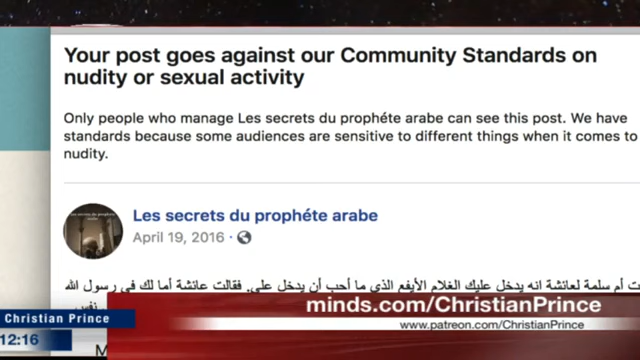 Your post goes against our Community Standards on
nudity or sexual activity
Only people who manage Les secrets du prophéte arabe can see this post. We have
standards because some audiences are sensitive to different things when it comes to
nudity.
Les secrets du prophéte arabe
April 19, 2016 ·
ت أم سلمة لعائشة انه يدخل عليك الغلام الأيفع الذي ما أحب أن يدخل على. فقالت عائشة أما لك في رسول الله
minds.com/ChristianPrince
www.patreon.com/ChristianPrince
Christian Prince
12:16